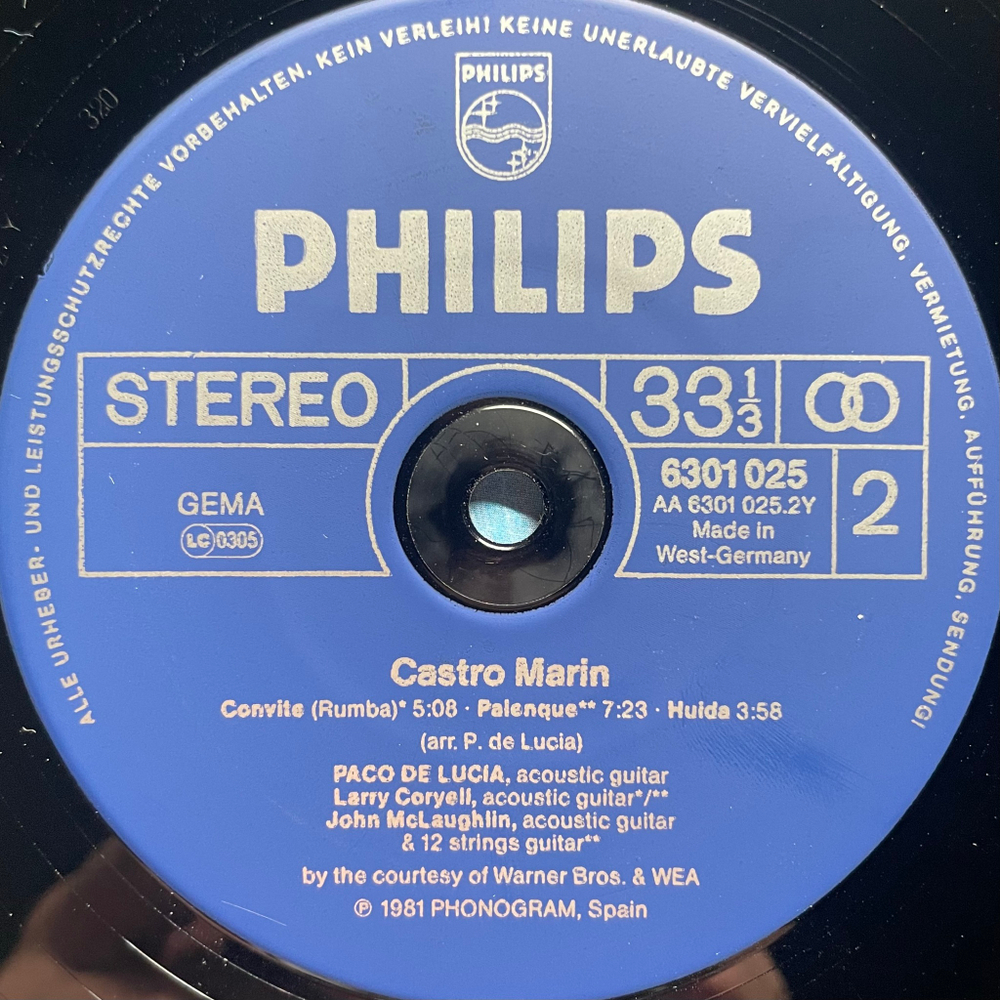 ALLE URHEBER- UND LEISTUNGSSCHUTZRECHTE VORBEHALTEN. KEIN VERLEIH! KEINE UNERLAUBTE VERVIELFÄLTIGUNG, VERMIETUNG, AUFFÜHRUNG, SENDUNG!
320
PHILIPS
PHILIPS
STEREO
33 1/3
GEMA
LC 0305
6301 025
AA 6301 025.2Y
Made in
West-Germany
2
Castro Marin
Convite (Rumba)* 5:08 · Palenque** 7:23 · Huida 3:58
(arr. P. de Lucia)
PACO DE LUCIA, acoustic guitar
Larry Coryell, acoustic guitar*/**
John McLaughlin, acoustic guitar
& 12 strings guitar**
by the courtesy of Warner Bros. & WEA
℗ 1981 PHONOGRAM, Spain